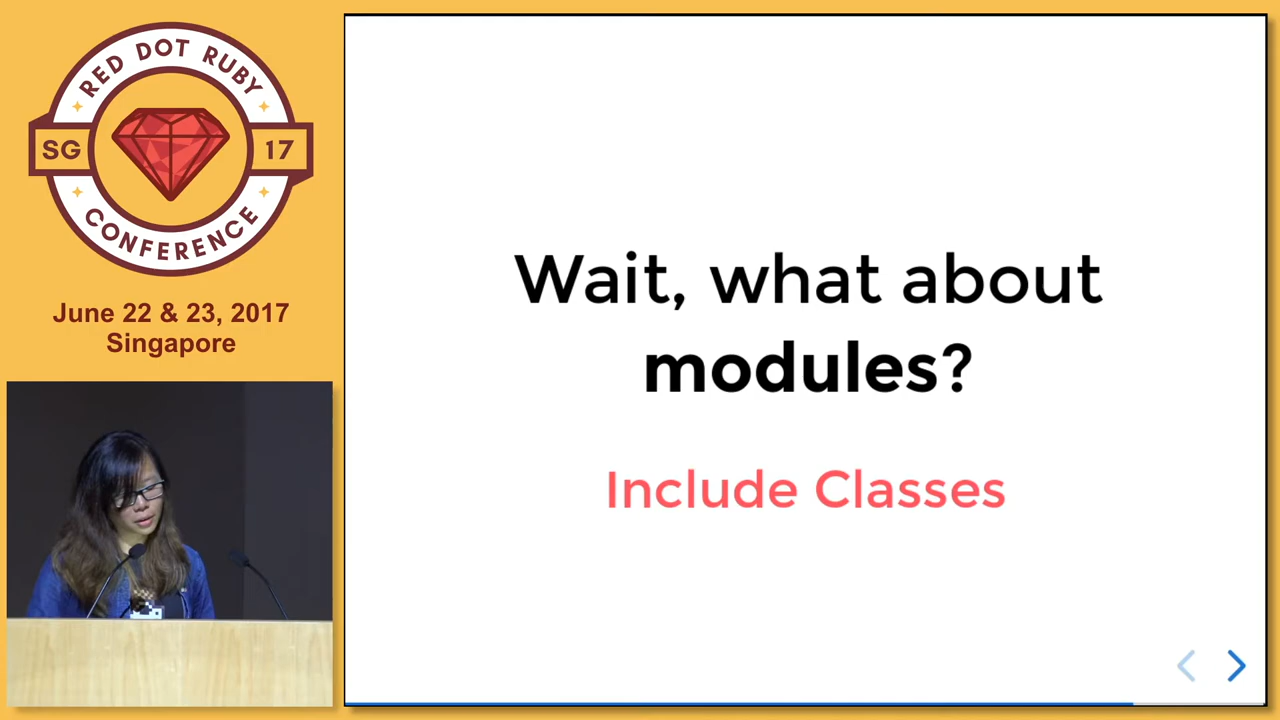 RED DOT RUBY
SG 17
CONFERENCE
June 22 & 23, 2017
Singapore
Wait, what about
modules?
Include Classes